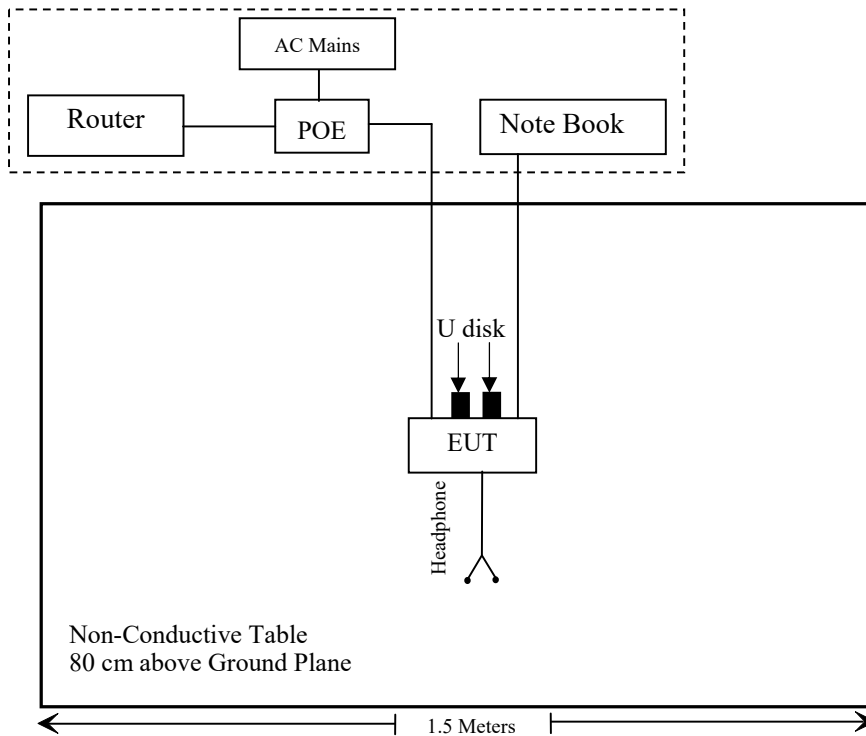 AC Mains
Router
POE
Note Book
U disk
EUT
Headphone
Non-Conductive Table
80 cm above Ground Plane
1.5 Meters